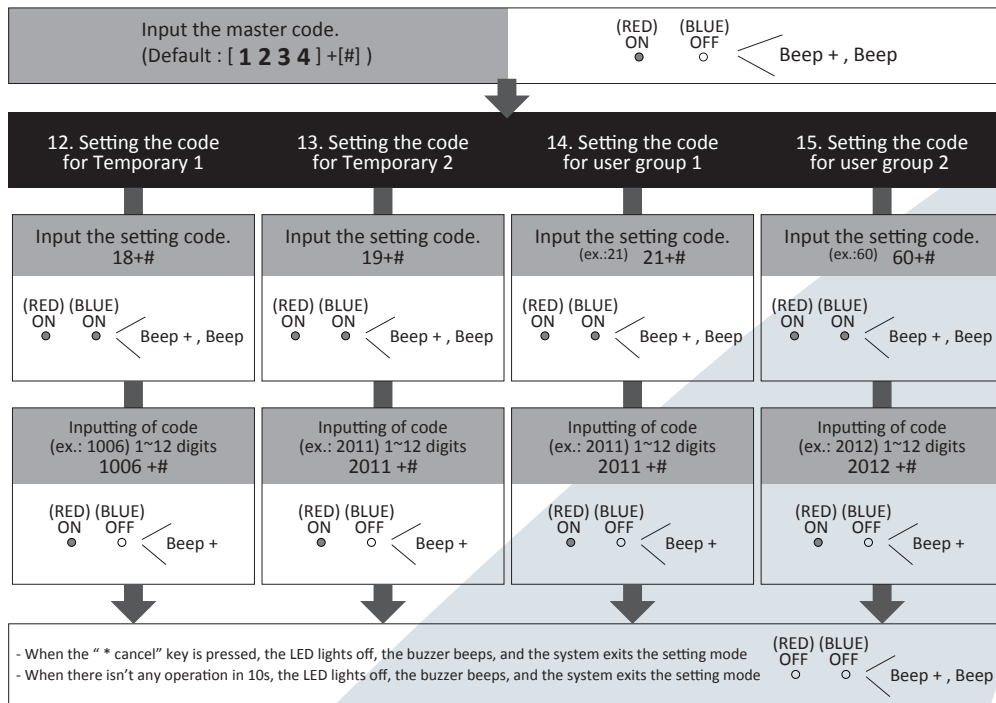 Input the master code.
(Default : [ 1 2 3 4 ] +[#] )
(RED) (BLUE)
ON OFF
Beep + , Beep
12. Setting the code
for Temporary 1
13. Setting the code
for Temporary 2
14. Setting the code
for user group 1
15. Setting the code
for user group 2
Input the setting code.
18+#
(RED) (BLUE)
ON ON
Beep + , Beep
Input the setting code.
19+#
(RED) (BLUE)
ON ON
Beep + , Beep
Input the setting code.
(ex.:21) 21+#
(RED) (BLUE)
ON ON
Beep + , Beep
Input the setting code.
(ex.:60) 60+#
(RED) (BLUE)
ON ON
Beep + , Beep
Inputting of code
(ex.: 1006) 1~12 digits
1006 +#
(RED) (BLUE)
ON OFF
Beep +
Inputting of code
(ex.: 2011) 1~12 digits
2011 +#
(RED) (BLUE)
ON OFF
Beep +
Inputting of code
(ex.: 2011) 1~12 digits
2011 +#
(RED) (BLUE)
ON OFF
Beep +
Inputting of code
(ex.: 2012) 1~12 digits
2012 +#
(RED) (BLUE)
ON OFF
Beep +
- When the “ * cancel” key is pressed, the LED lights off, the buzzer beeps, and the system exits the setting mode
- When there isn’t any operation in 10s, the LED lights off, the buzzer beeps, and the system exits the setting mode
(RED) (BLUE)
OFF OFF
Beep + , Beep